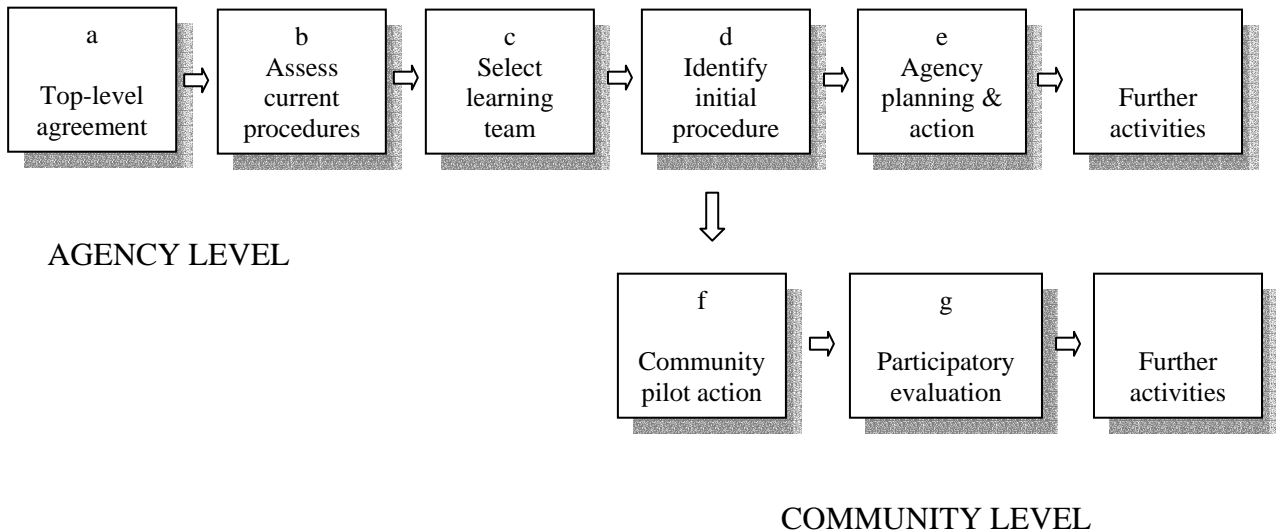 a
Top-level
agreement
b
Assess
current
procedures
c
Select
learning
team
d
Identify
initial
procedure
e
Agency
planning &
action
Further
activities
AGENCY LEVEL
f
Community
pilot action
g
Participatory
evaluation
Further
activities
COMMUNITY LEVEL